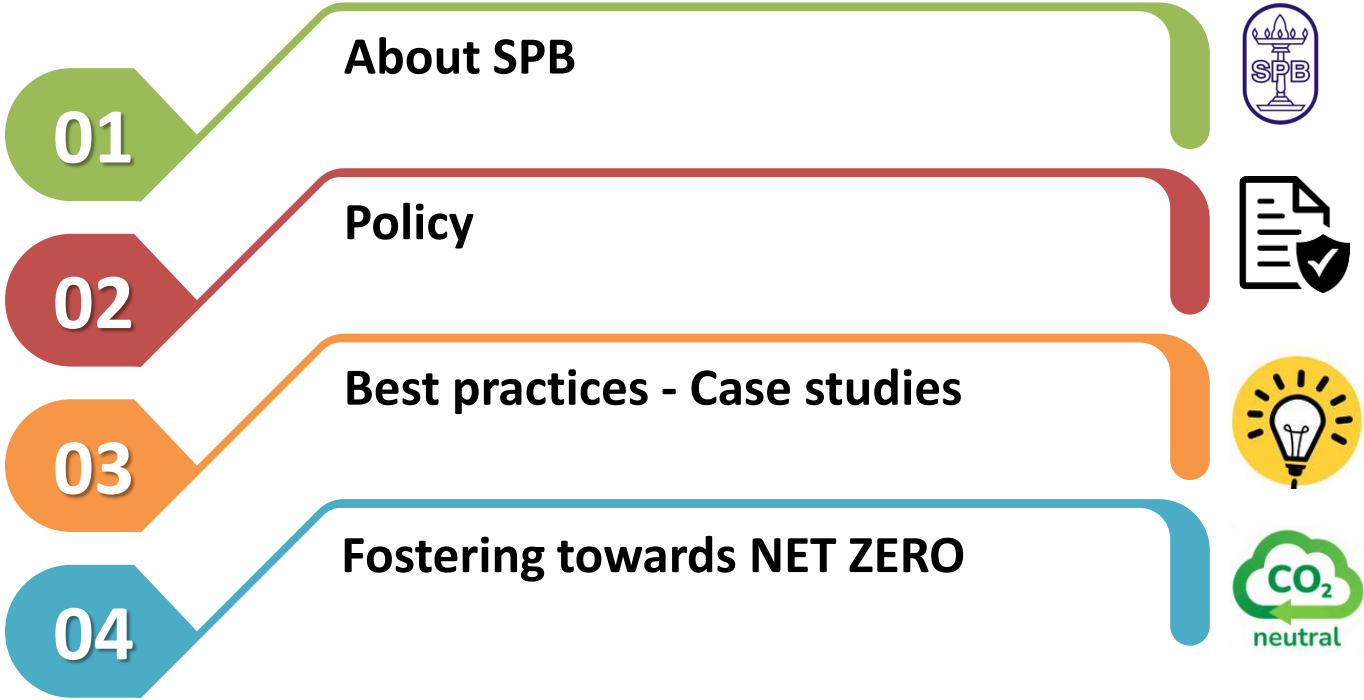 01
About SPB
SPB
02
Policy
03
Best practices - Case studies
04
Fostering towards NET ZERO
CO₂
neutral